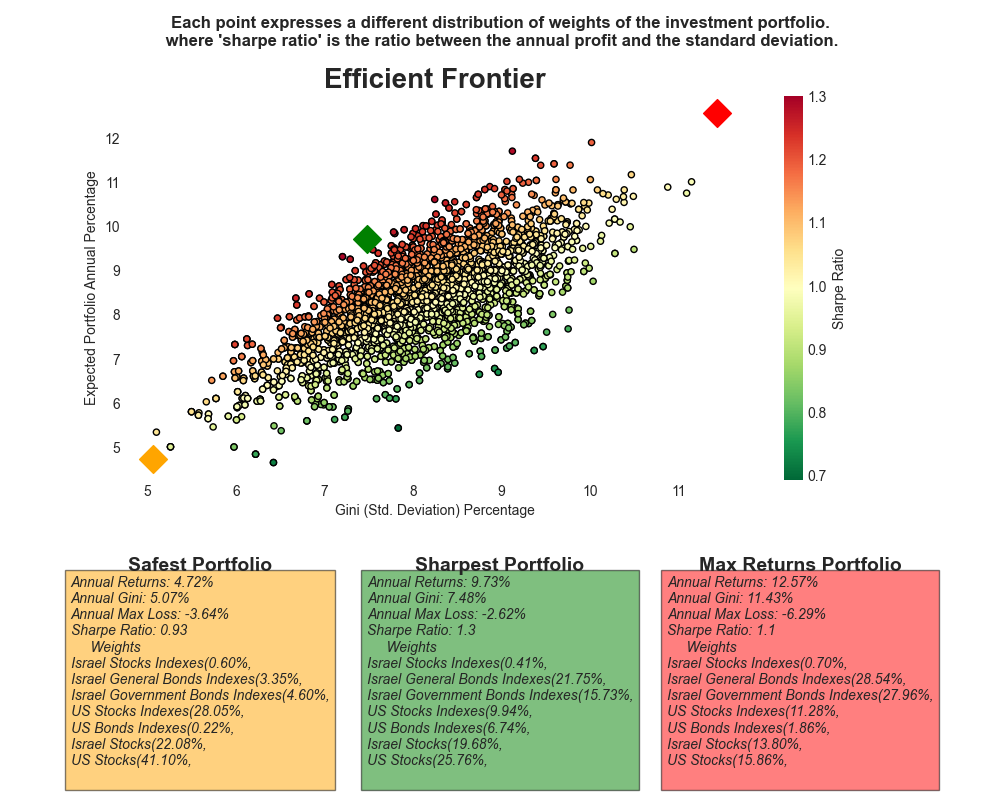 Each point expresses a different distribution of weights of the investment portfolio.
where 'sharpe ratio' is the ratio between the annual profit and the standard deviation.
Efficient Frontier
Expected Portfolio Annual Percentage
12
11
10
9
8
7
6
5
5 6 7 8 9 10 11
Gini (Std. Deviation) Percentage
1.3
1.2
1.1
1.0
0.9
0.8
0.7
Sharpe Ratio
Safest Portfolio
Annual Returns: 4.72%
Annual Gini: 5.07%
Annual Max Loss: -3.64%
Sharpe Ratio: 0.93
Weights
Israel Stocks Indexes(0.60%,
Israel General Bonds Indexes(3.35%,
Israel Government Bonds Indexes(4.60%,
US Stocks Indexes(28.05%,
US Bonds Indexes(0.22%,
Israel Stocks(22.08%,
US Stocks(41.10%,
Sharpest Portfolio
Annual Returns: 9.73%
Annual Gini: 7.48%
Annual Max Loss: -2.62%
Sharpe Ratio: 1.3
Weights
Israel Stocks Indexes(0.41%,
Israel General Bonds Indexes(21.75%,
Israel Government Bonds Indexes(15.73%,
US Stocks Indexes(9.94%,
US Bonds Indexes(6.74%,
Israel Stocks(19.68%,
US Stocks(25.76%,
Max Returns Portfolio
Annual Returns: 12.57%
Annual Gini: 11.43%
Annual Max Loss: -6.29%
Sharpe Ratio: 1.1
Weights
Israel Stocks Indexes(0.70%,
Israel General Bonds Indexes(28.54%,
Israel Government Bonds Indexes(27.96%,
US Stocks Indexes(11.28%,
US Bonds Indexes(1.86%,
Israel Stocks(13.80%,
US Stocks(15.86%,